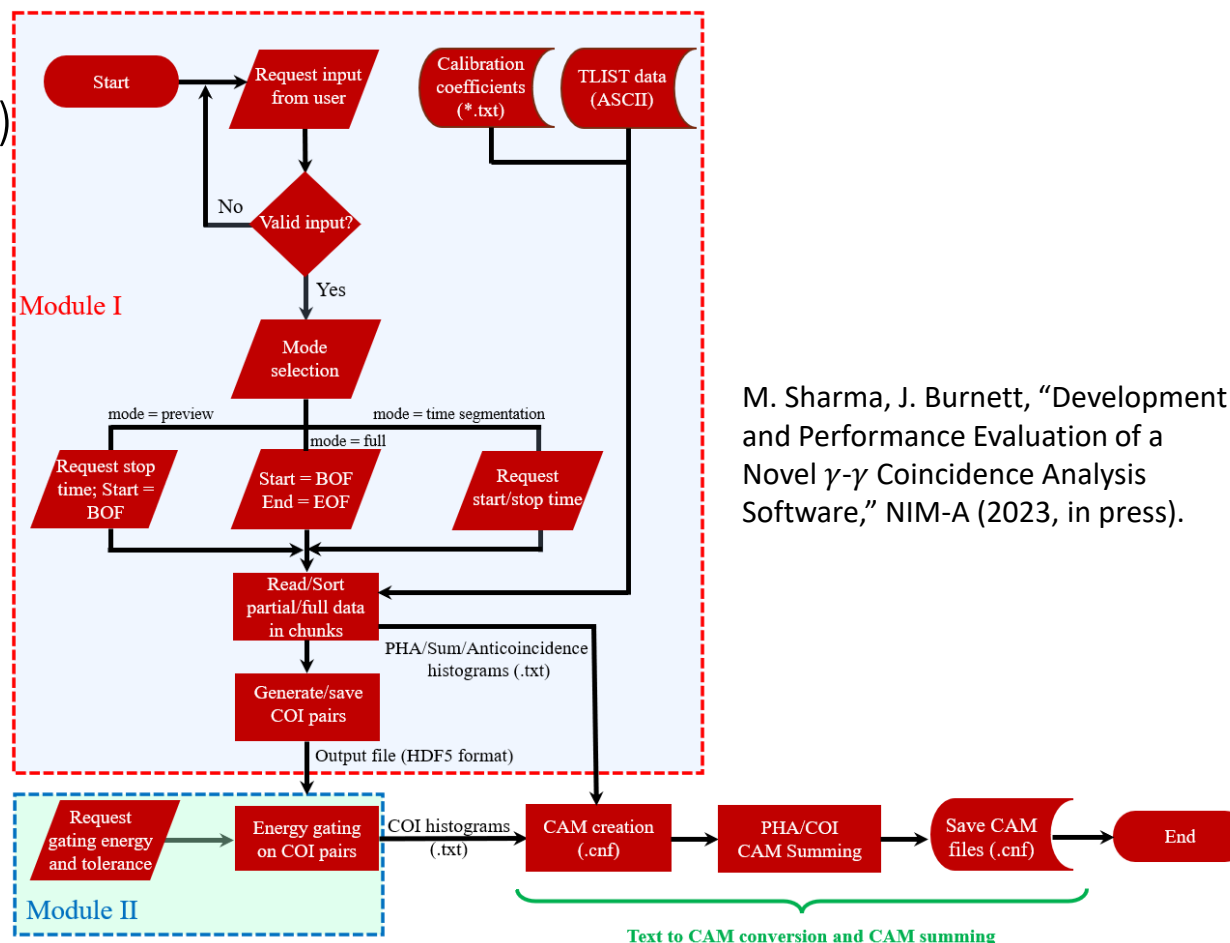 )
Start
Request input
from user
Calibration
coefficients
(*.txt)
TLIST data
(ASCII)
No
Valid input?
Yes
Module I
Mode
selection
mode = preview
mode = time segmentation
mode = full
Request stop
time; Start =
BOF
Start = BOF
End = EOF
Request
start/stop time
Read/Sort
partial/full data
in chunks
PHA/Sum/Anticoincidence
histograms (.txt)
Generate/save
COI pairs
Output file (HDF5 format)
Request
gating energy
and tolerance
Energy gating
on COI pairs
COI histograms
(.txt)
CAM creation
(.cnf)
PHA/COI
CAM Summing
Save CAM
files (.cnf)
End
Module II
Text to CAM conversion and CAM summing
M. Sharma, J. Burnett, “Development
and Performance Evaluation of a
Novel γ-γ Coincidence Analysis
Software,” NIM-A (2023, in press).